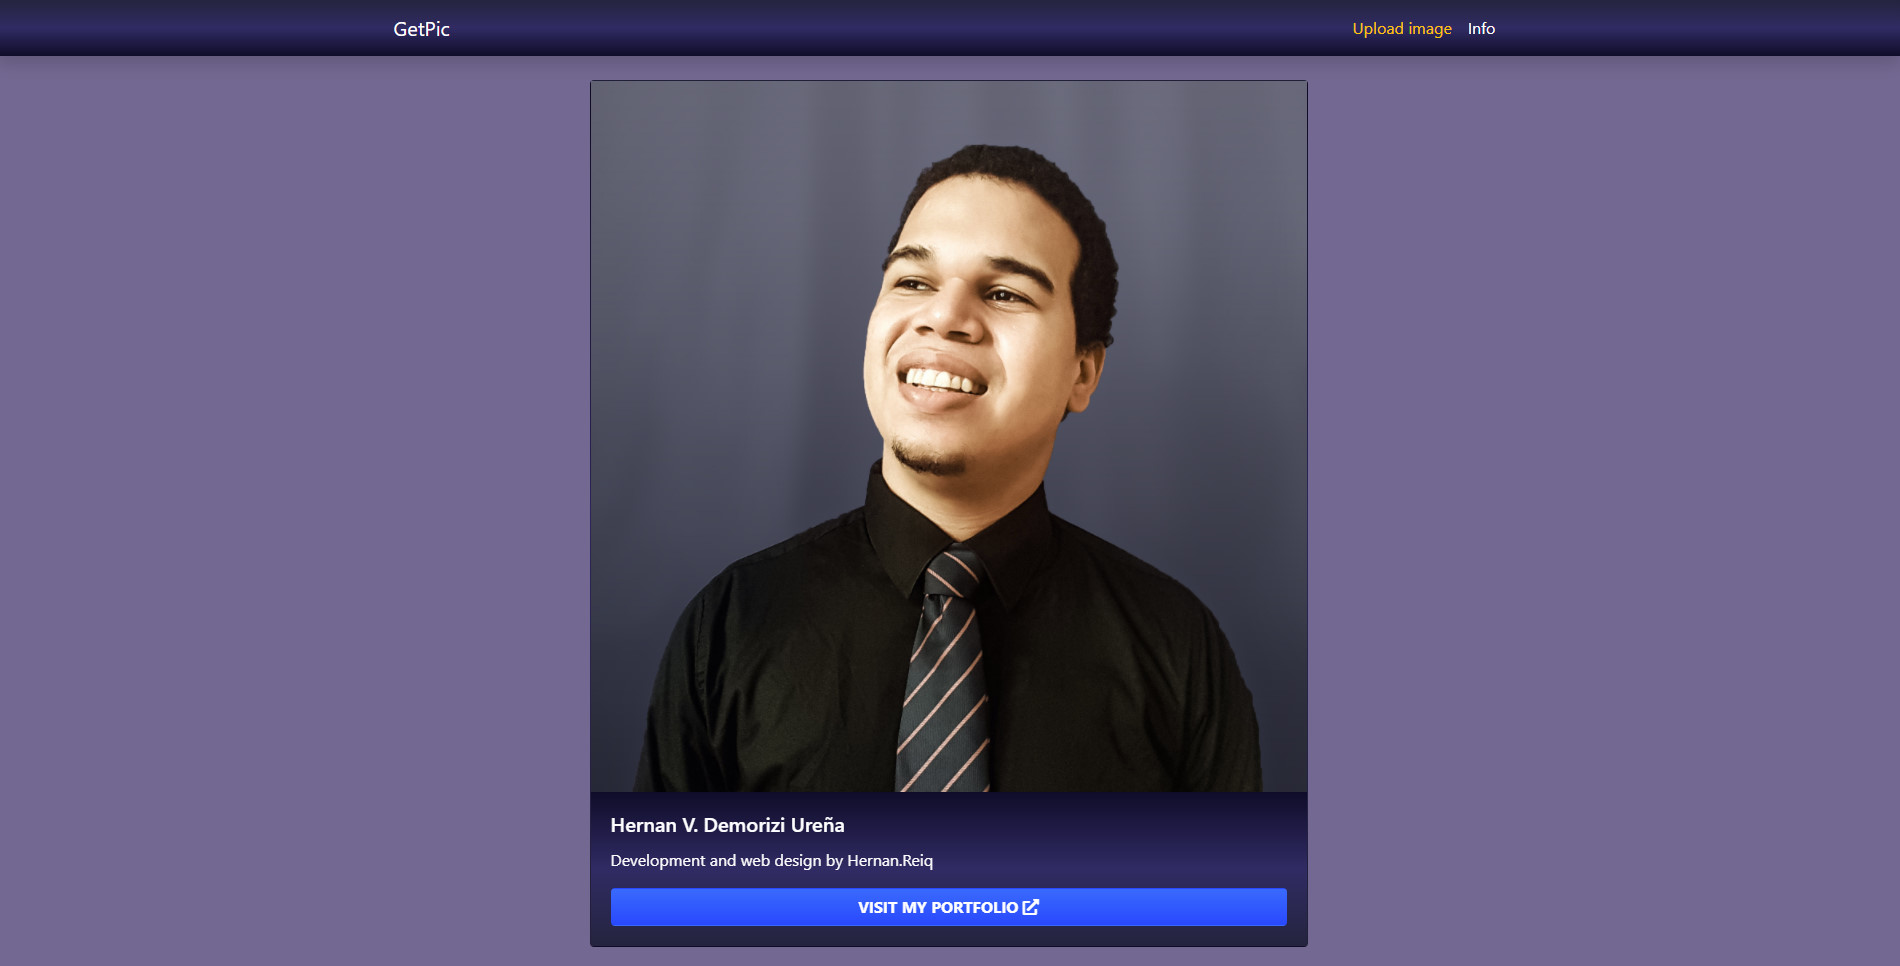 GetPic
Upload image
Info
Hernan V. Demorizi Ureña
Development and web design by Hernan.Reiq
VISIT MY PORTFOLIO